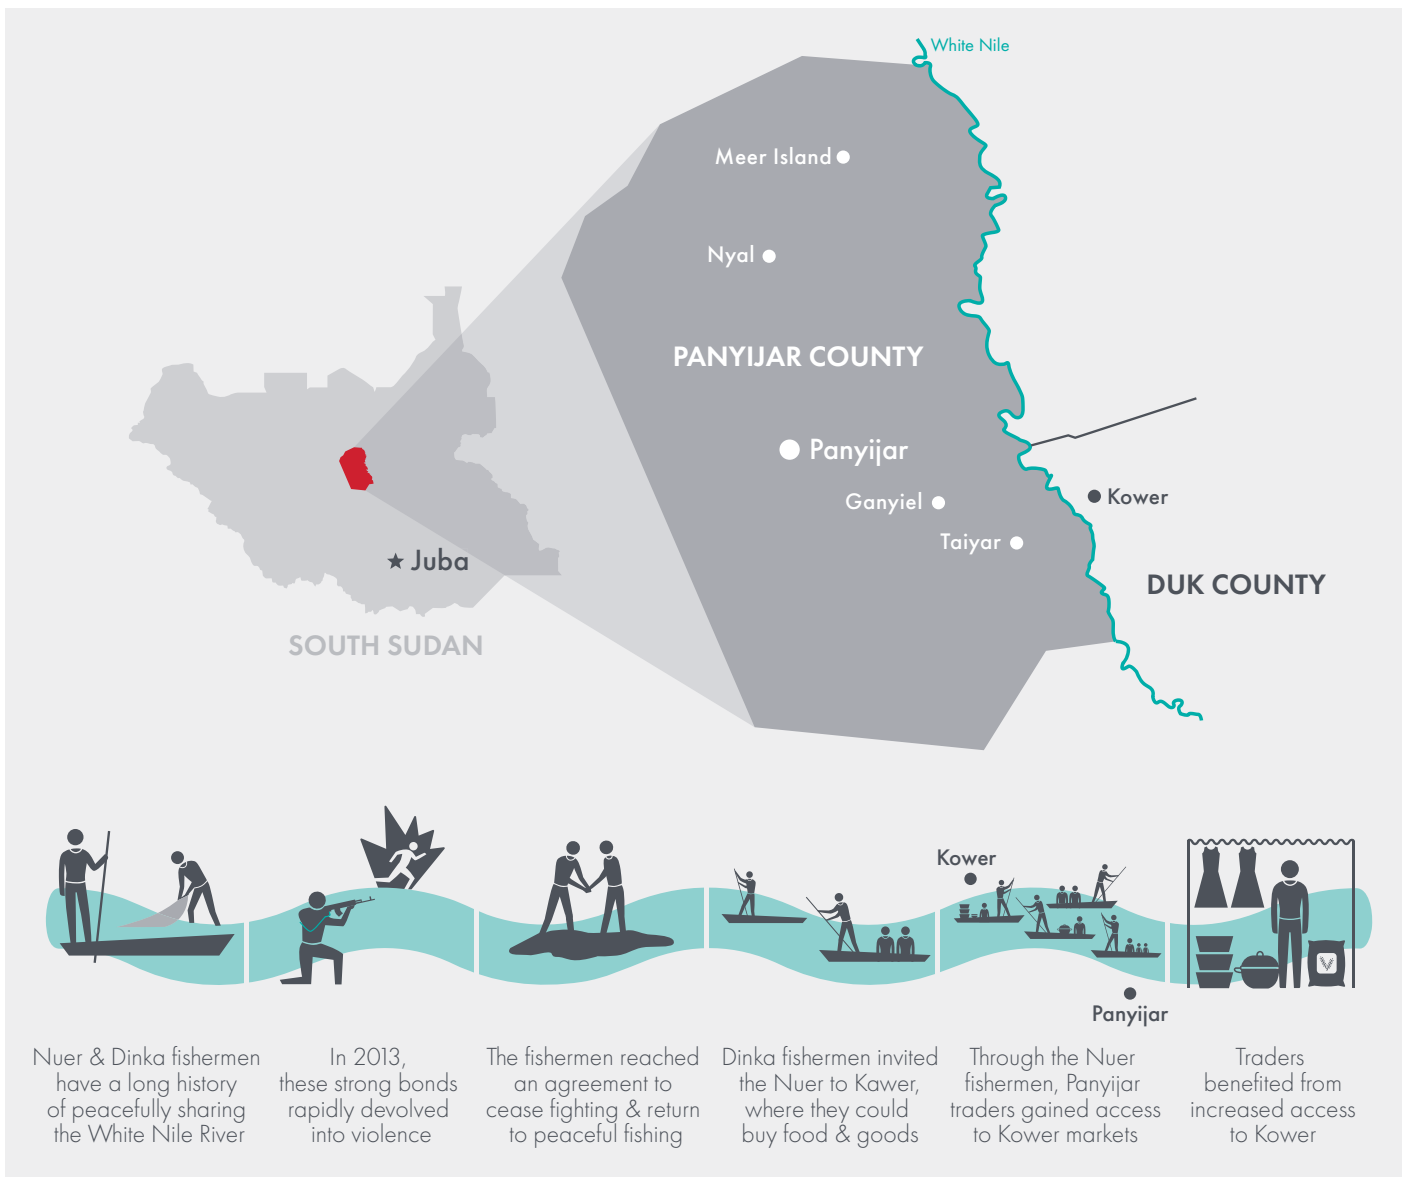 White Nile
Meer Island
Nyal
PANYIJAR COUNTY
Panyijar
Ganyiel
Kower
Taiyar
DUK COUNTY
Juba
SOUTH SUDAN
Kower
Panyijar
Nuer & Dinka fishermen
have a long history
of peacefully sharing
the White Nile River
In 2013,
these strong bonds
rapidly devolved
into violence
The fishermen reached
an agreement to
cease fighting & return
to peaceful fishing
Dinka fishermen invited
the Nuer to Kawer,
where they could
buy food & goods
Through the Nuer
fishermen, Panyijar
traders gained access
to Kower markets
Traders
benefited from
increased access
to Kower